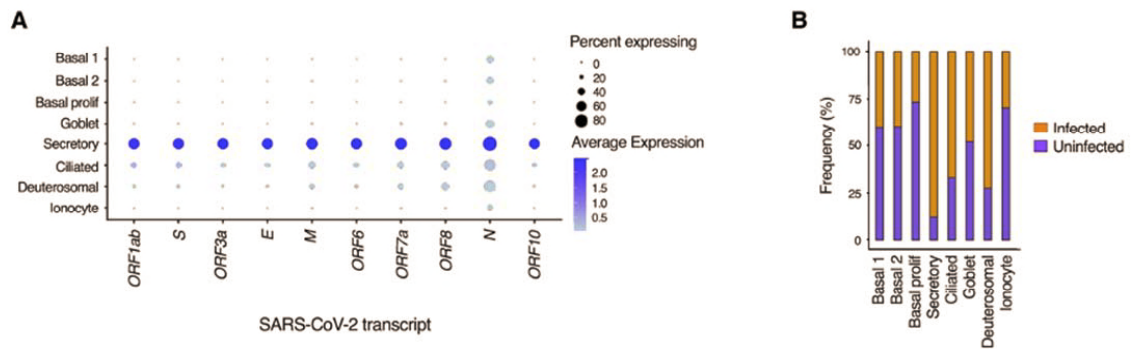 A
Basal 1
Basal 2
Basal prolif
Goblet
Secretory
Ciliated
Deuterosomal
Ionocyte
ORF1ab
S
ORF3a
E
M
ORF6
ORF7a
ORF8
N
ORF10
SARS-CoV-2 transcript
Percent expressing
0
20
40
60
80
Average Expression
2.0
1.5
1.0
0.5
B
Frequency (%)
100
75
50
25
0
Basal 1
Basal 2
Basal prolif
Secretory
Ciliated
Goblet
Deuterosomal
Ionocyte
Infected
Uninfected